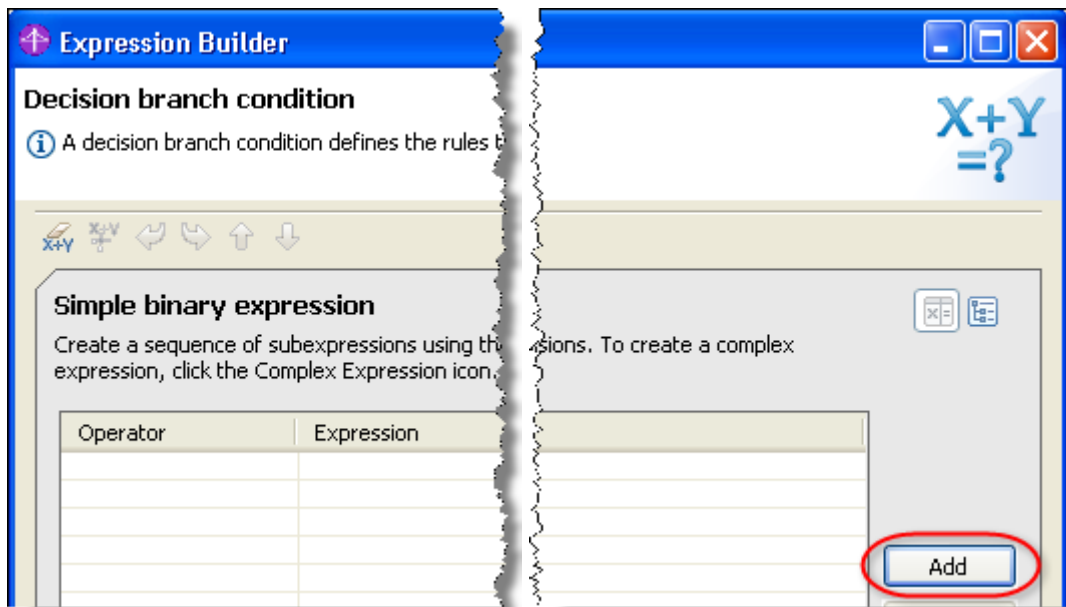 Expression Builder
Decision branch condition
A decision branch condition defines the rules
X+Y
=?
X+Y X+Y
Simple binary expression
Create a sequence of subexpressions using sions. To create a complex
expression, click the Complex Expression icon.
Operator Expression
Add